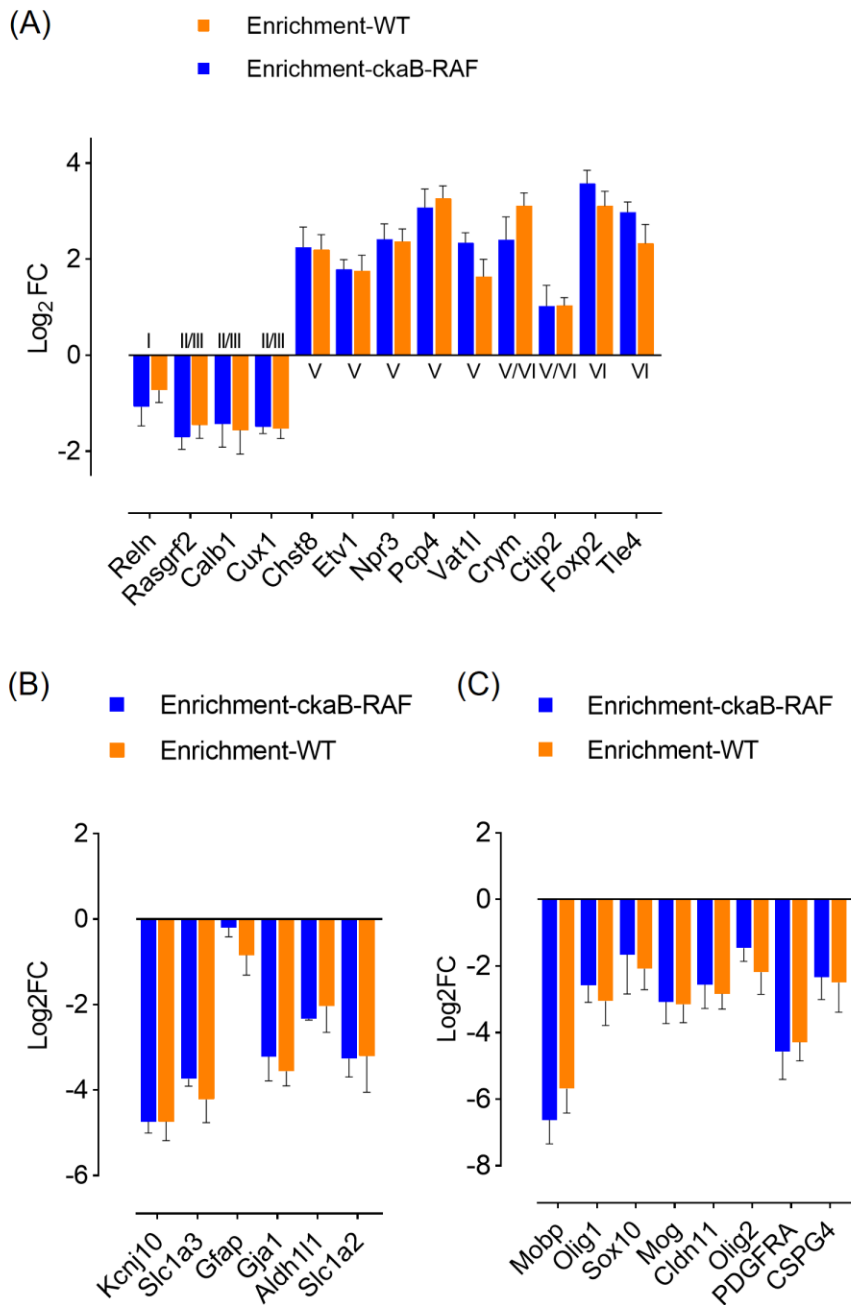 (A)
Enrichment-WT
Enrichment-ckaB-RAF
Log2 FC
4
2
0
-2
I II/III II/III II/III
V V V V V V/VI V/VI VI VI
Reln Rasgrf2 Calb1 Cux1 Chst8 Etv1 Npr3 Pcp4 Vat1l Crym Ctip2 Foxp2 Tle4
(B)
Enrichment-ckaB-RAF
Enrichment-WT
Log2FC
2
0
-2
-4
-6
Kcnj10 Slc1a3 Gfap Gja1 Aldh1l1 Slc1a2
(C)
Enrichment-ckaB-RAF
Enrichment-WT
Log2FC
2
0
-2
-4
-6
-8
Mobp Olig1 Sox10 Mog Cldn11 Olig2 PDGFRA CSPG4